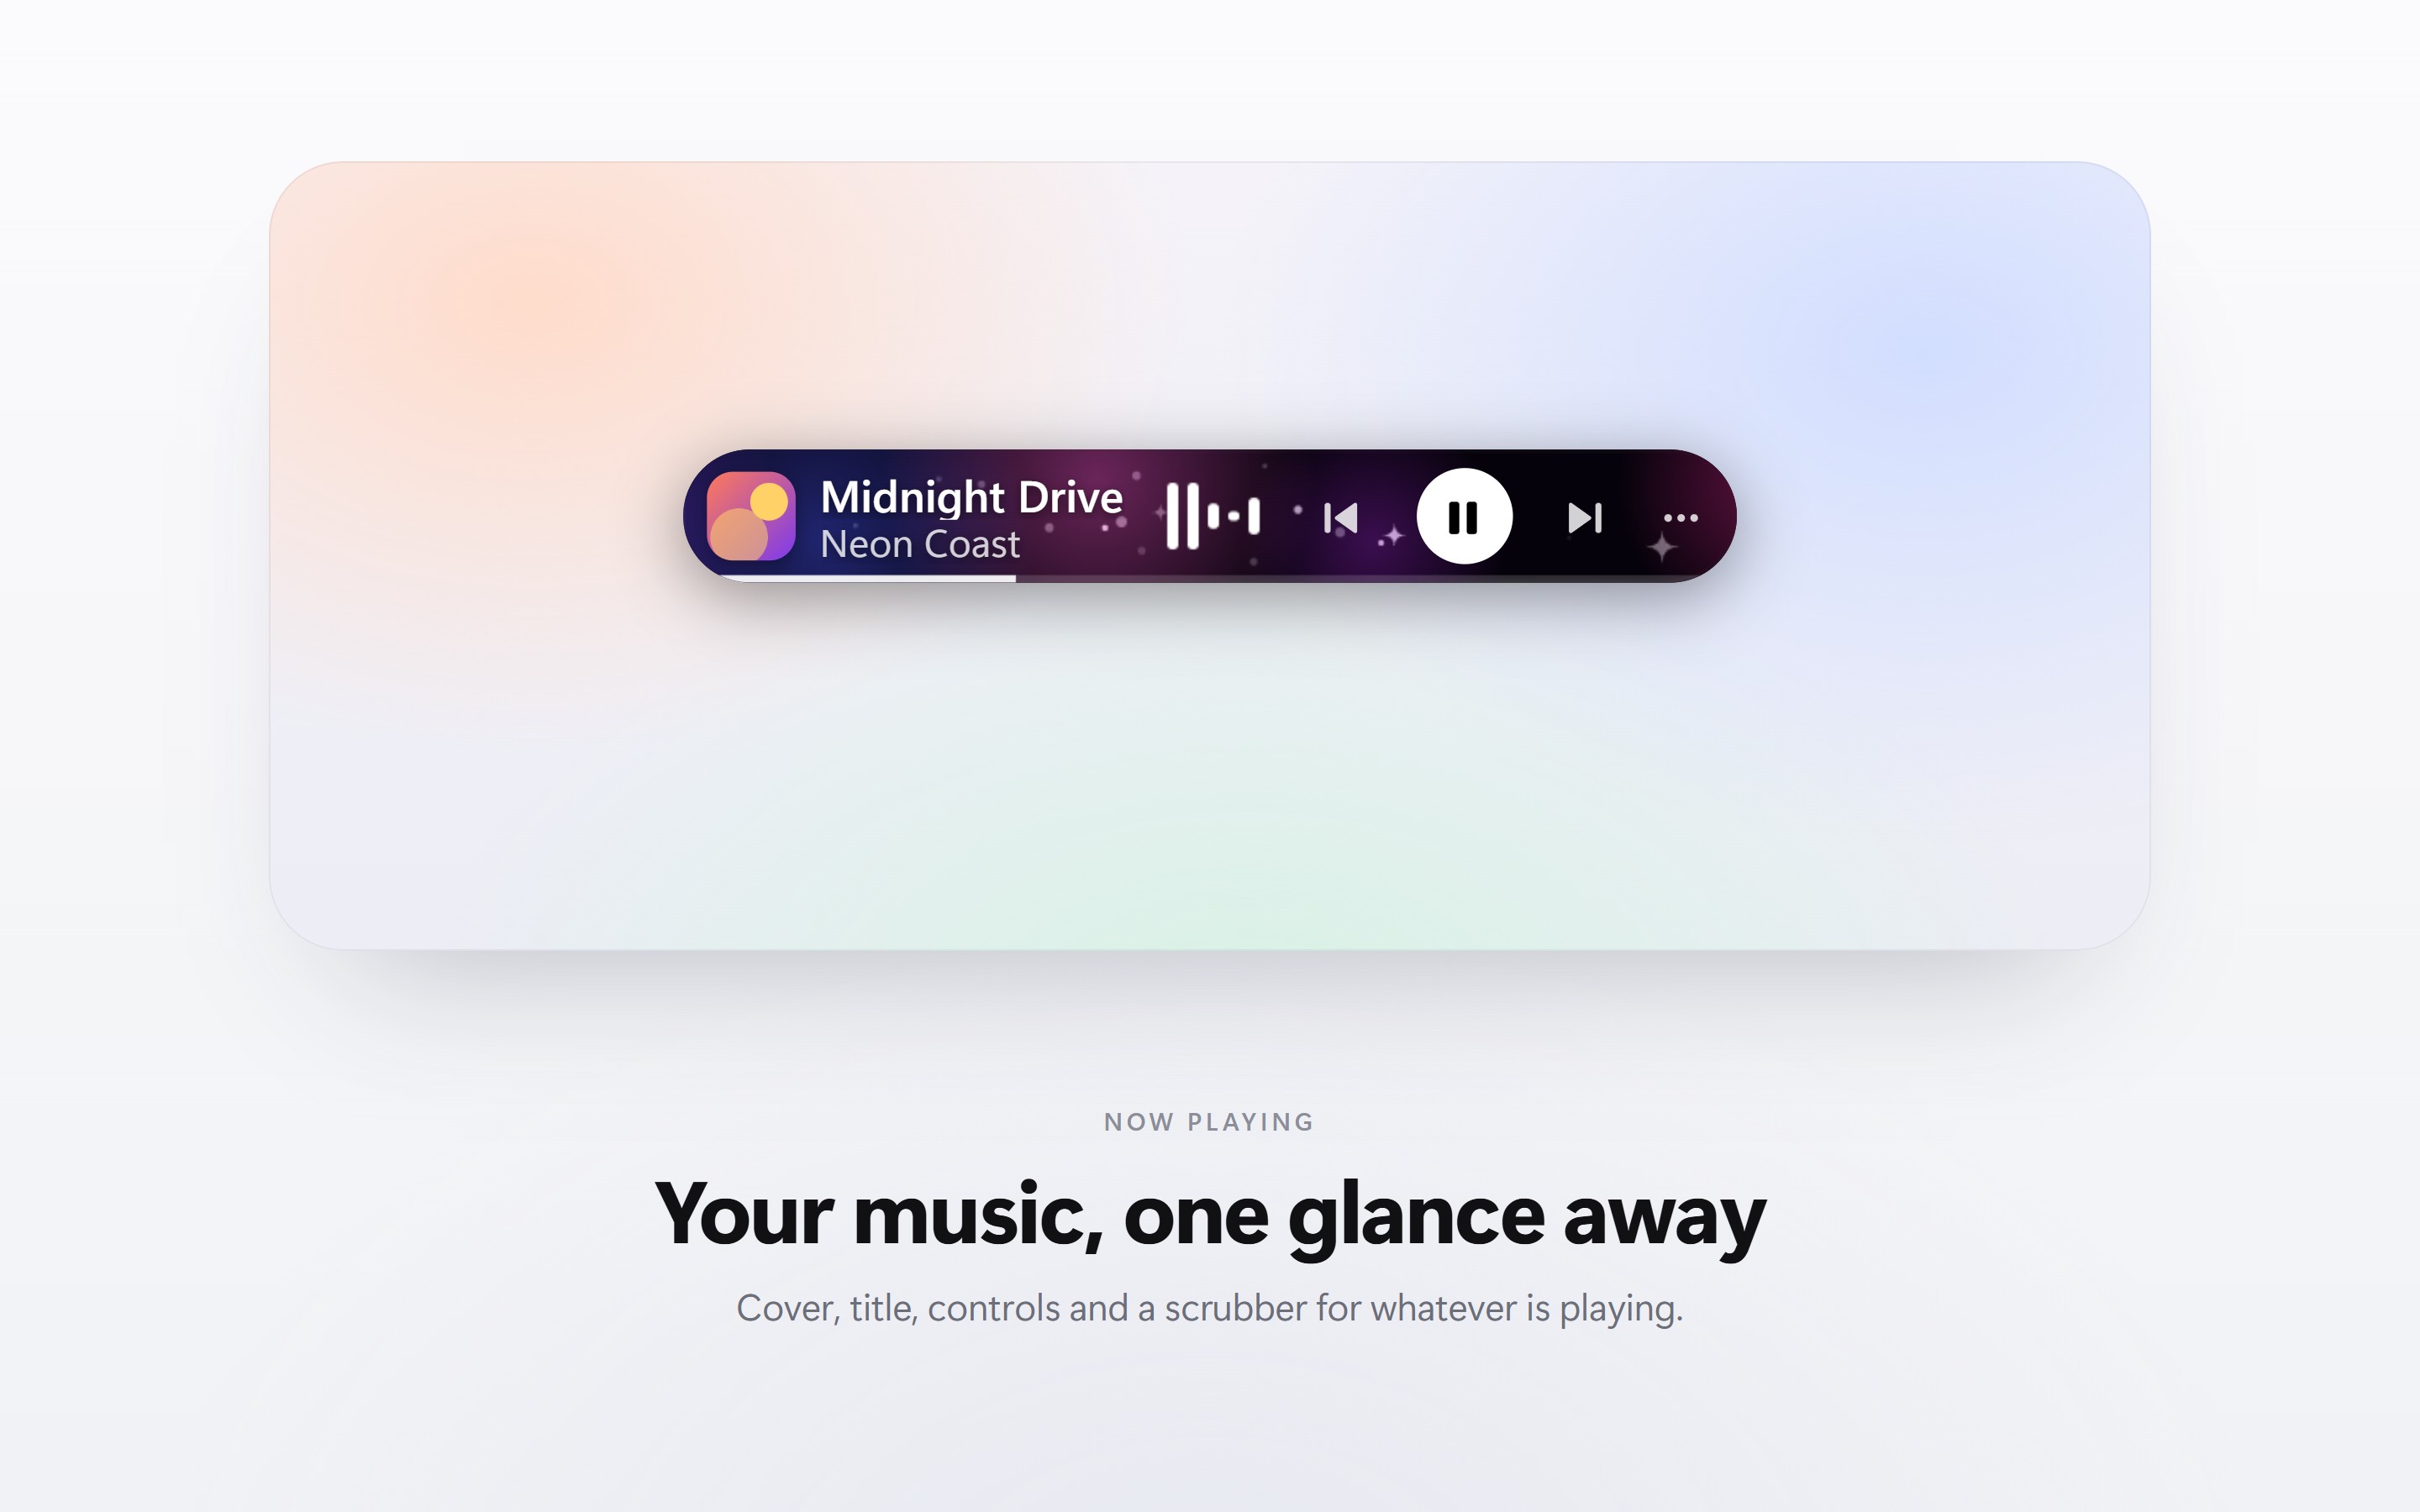 Midnight Drive
Neon Coast
NOW PLAYING
Your music, one glance away
Cover, title, controls and a scrubber for whatever is playing.